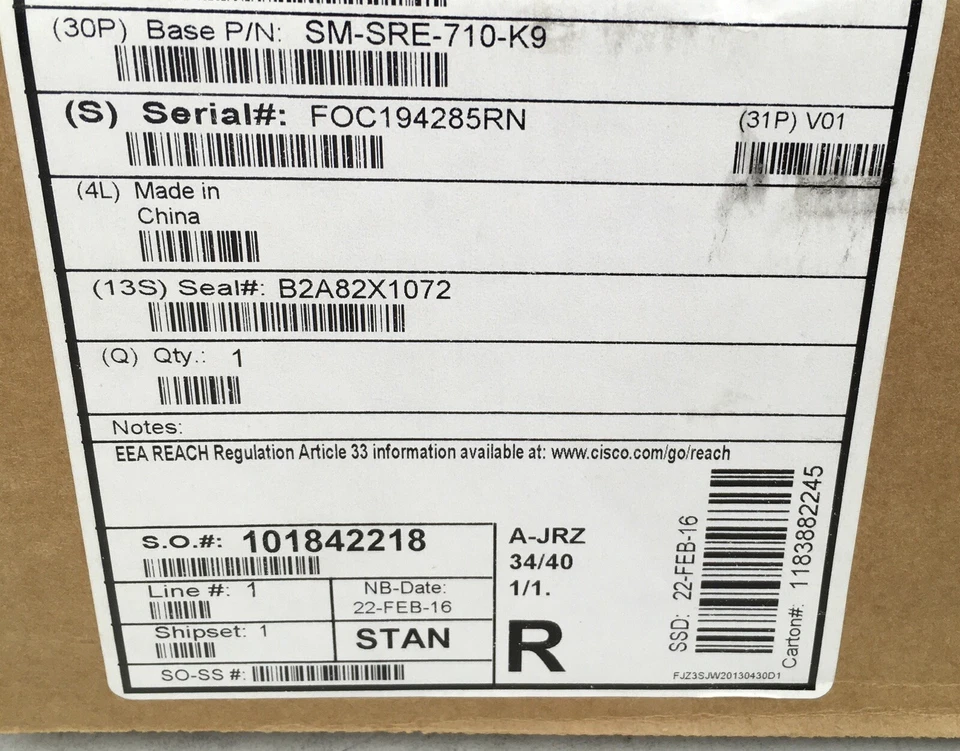 (30P) Base P/N: SM-SRE-710-K9
(S) Serial#: FOC194285RN
(31P) V01
(4L) Made in
China
(13S) Seal#: B2A82X1072
(Q) Qty.: 1
Notes:
EEA REACH Regulation Article 33 information available at: www.cisco.com/go/reach
S.O.#: 101842218
Line #: 1
NB-Date:
22-FEB-16
Shipset: 1
STAN
SO-SS #:
A-JRZ
34/40
1/1.
R
SSD: 22-FEB-16
Carton#: 1183882245
FJZ3SJW20130430D1